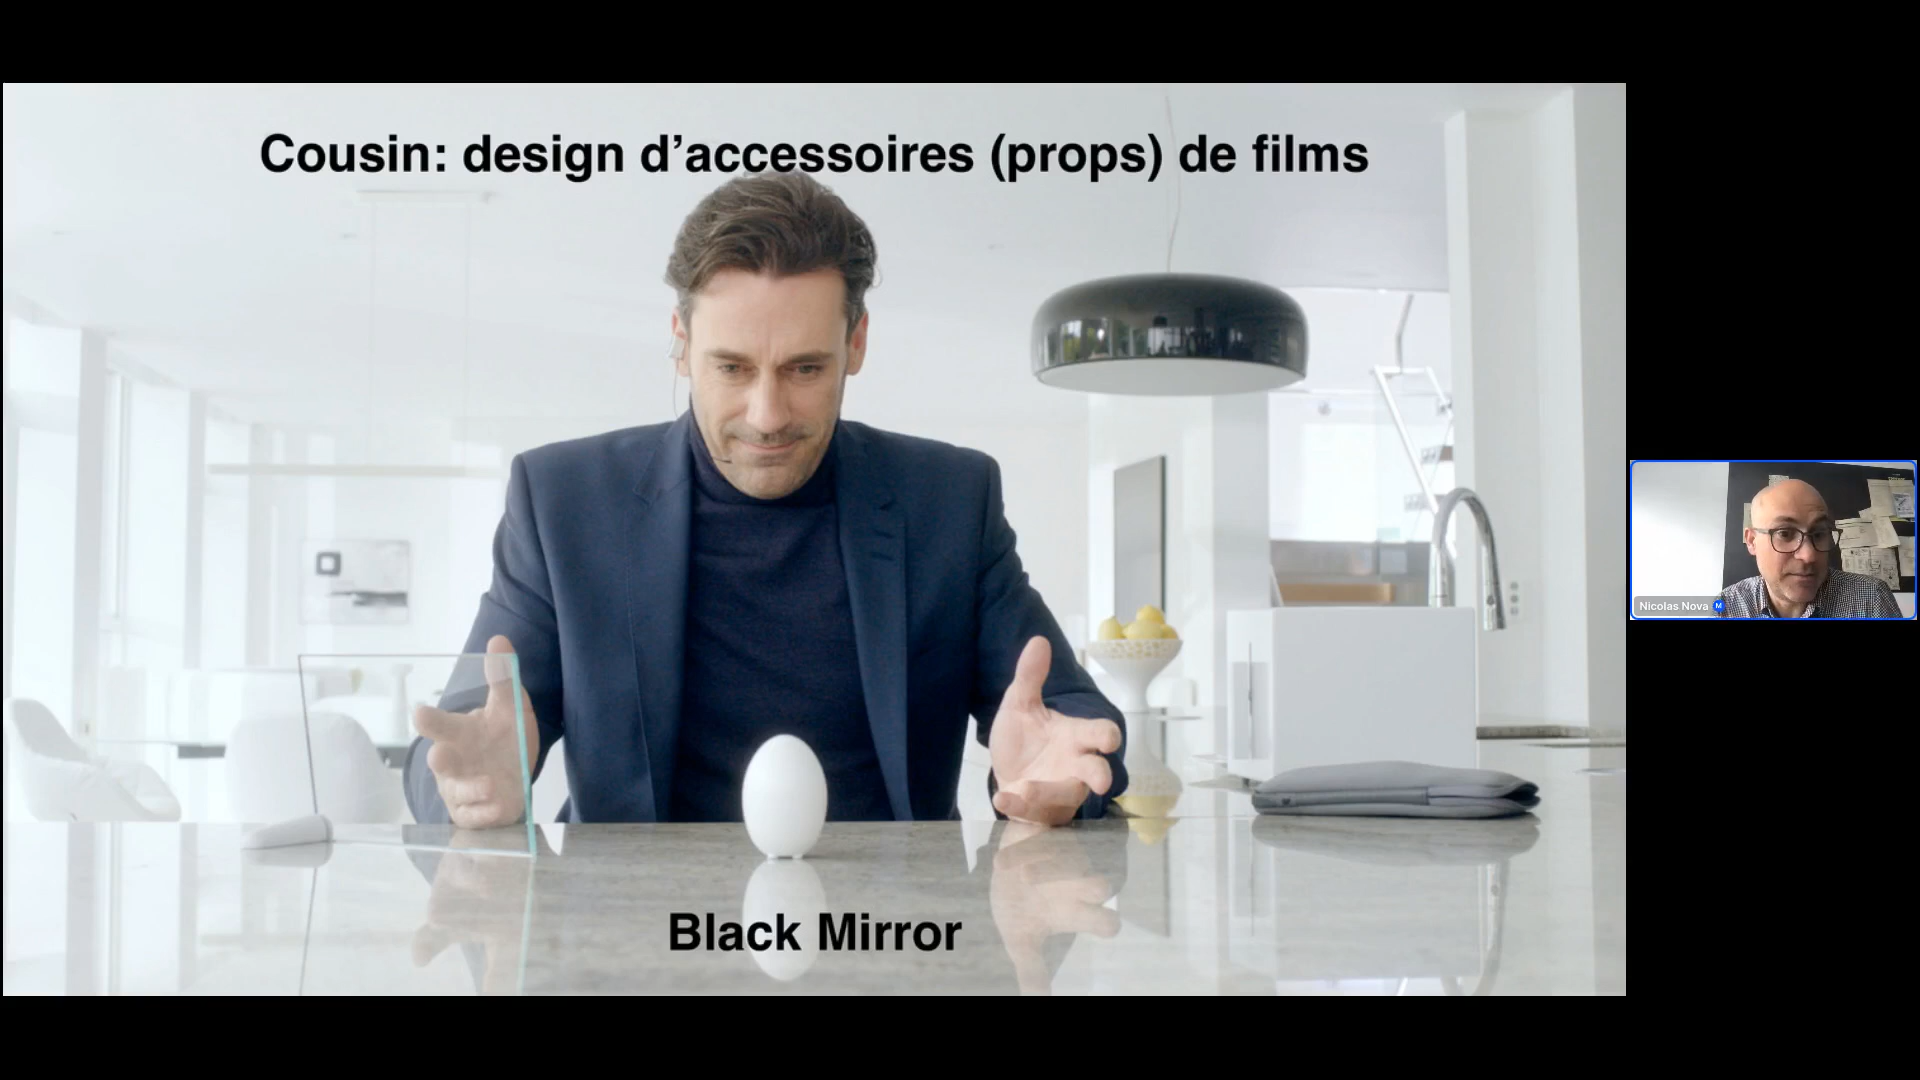 Cousin: design d’accessoires (props) de films
Black Mirror
Nicolas Nova
M